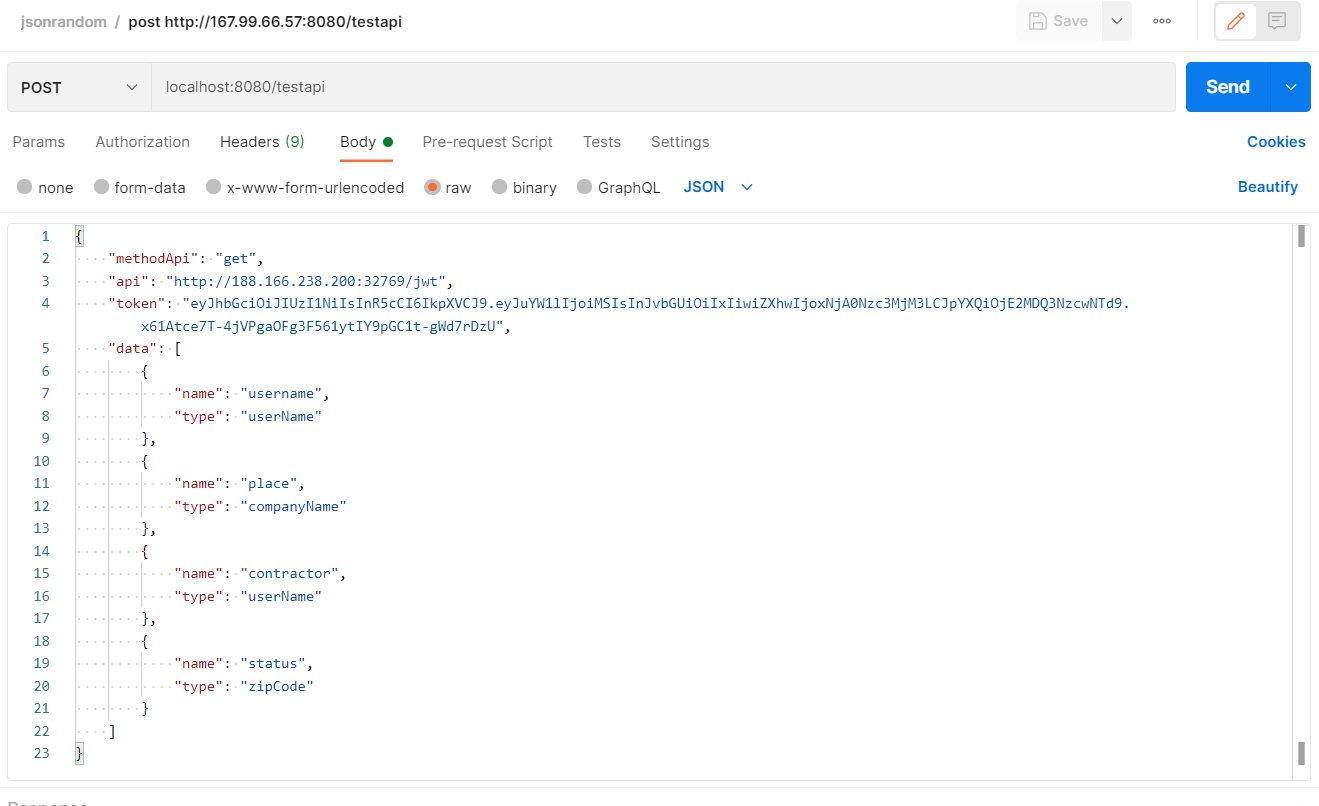 jsonrandom / post http://167.99.66.57:8080/testapi Save
POST localhost:8080/testapi Send
Params Authorization Headers (9) Body Pre-request Script Tests Settings Cookies
none form-data x-www-form-urlencoded raw binary GraphQL JSON Beautify
1 {
2 "methodApi": "get",
3 "api": "http://188.166.238.200:32769/jwt",
4 "token": "eyJhbGciOiJIUzI1NiIsInR5cCI6IkpXVCJ9.eyJuYW1lIjoiMSIsInJvbGUiOiIxIiwiZXhwIjoxNjA0Nzc3MjM3LCJpYXQiOjE2MDQ3NzcwNTd9.
x61Atce7T-4jVPgaOFg3F561ytIY9pGC1t-gWd7rDzU",
5 "data": [
6 {
7 "name": "username",
8 "type": "userName"
9 },
10 {
11 "name": "place",
12 "type": "companyName"
13 },
14 {
15 "name": "contractor",
16 "type": "userName"
17 },
18 {
19 "name": "status",
20 "type": "zipCode"
21 }
22 ]
23 }